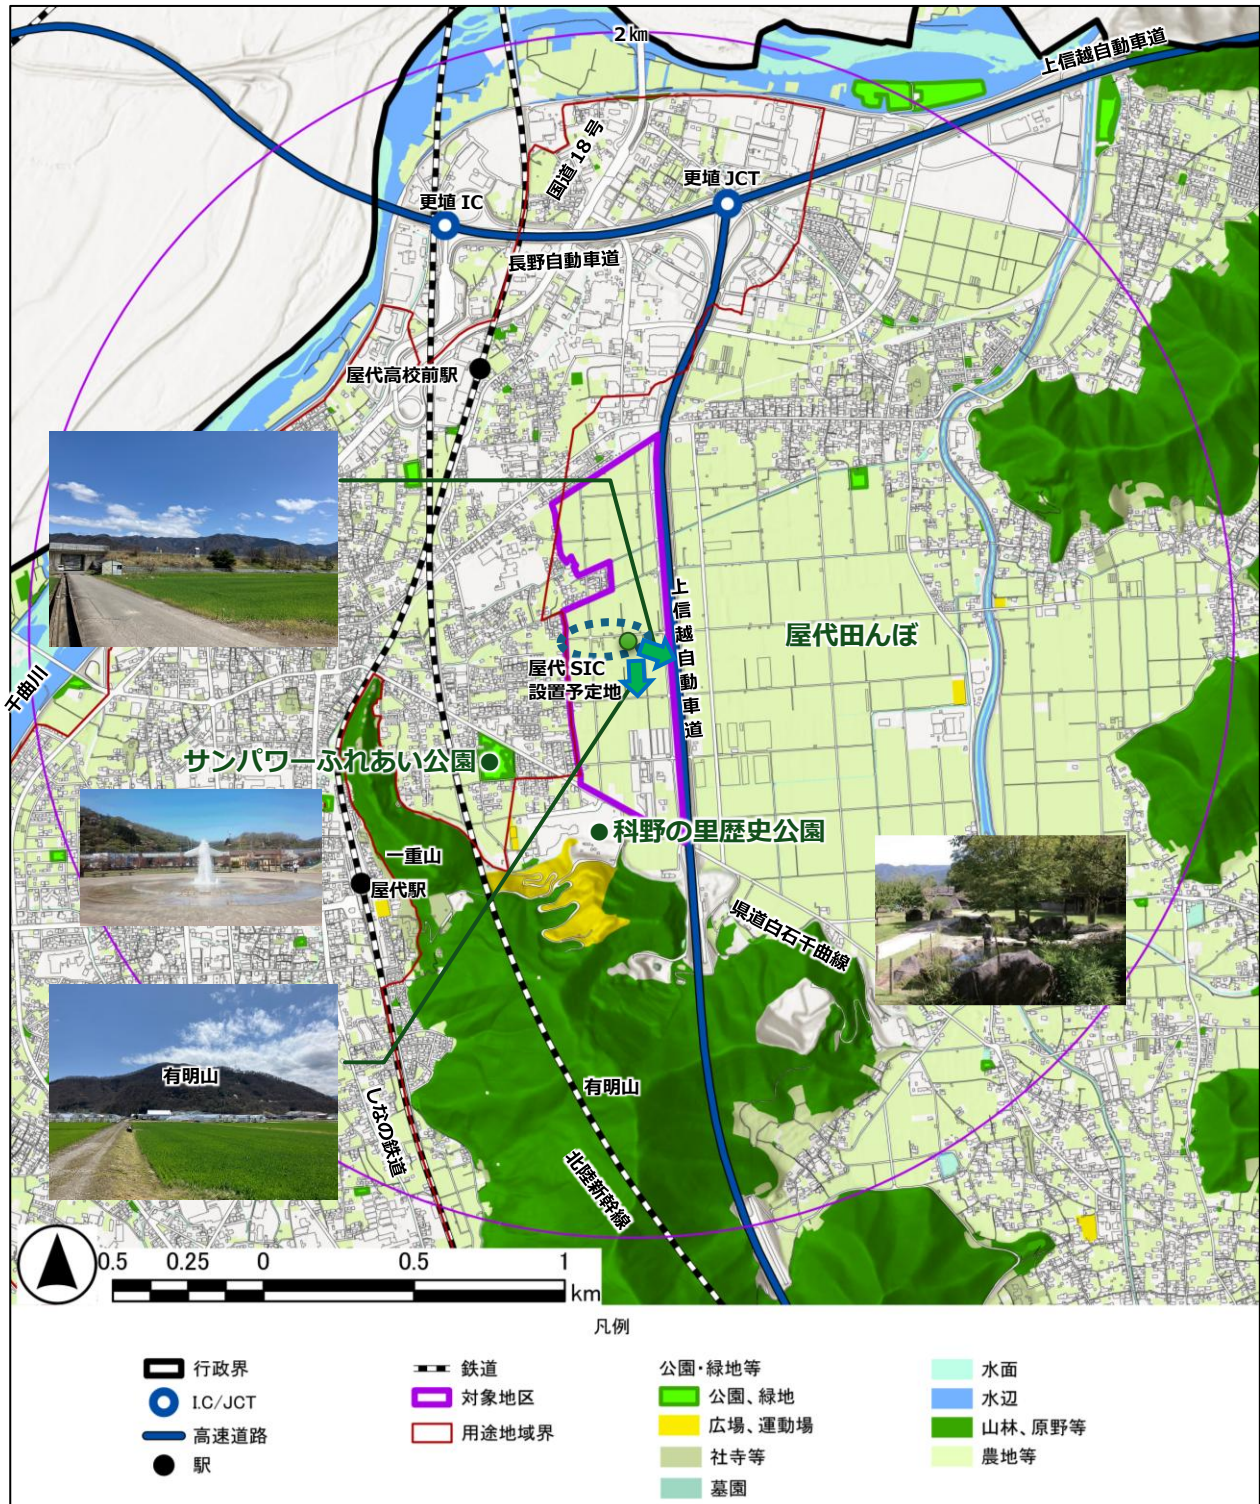 2㎞
上信越自動車道
国道18号
更埴 JCT
更埴 IC
長野自動車道
屋代高校前駅
上信越自動車道
屋代田んぼ
屋代 SIC
設置予定地
千曲川
サンパワーふれあい公園
科野の里歴史公園
一重山
屋代駅
県道白石千曲線
有明山
有明山
しなの鉄道
北陸新幹線
0.5 0.25 0 0.5 1
km
凡例
行政界
I.C/JCT
高速道路
駅
鉄道
対象地区
用途地域界
公園・緑地等
公園、緑地
広場、運動場
社寺等
墓園
水面
水辺
山林、原野等
農地等